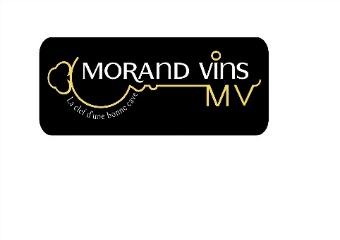 MORAND VINS
MV
La clef d'une bonne cave